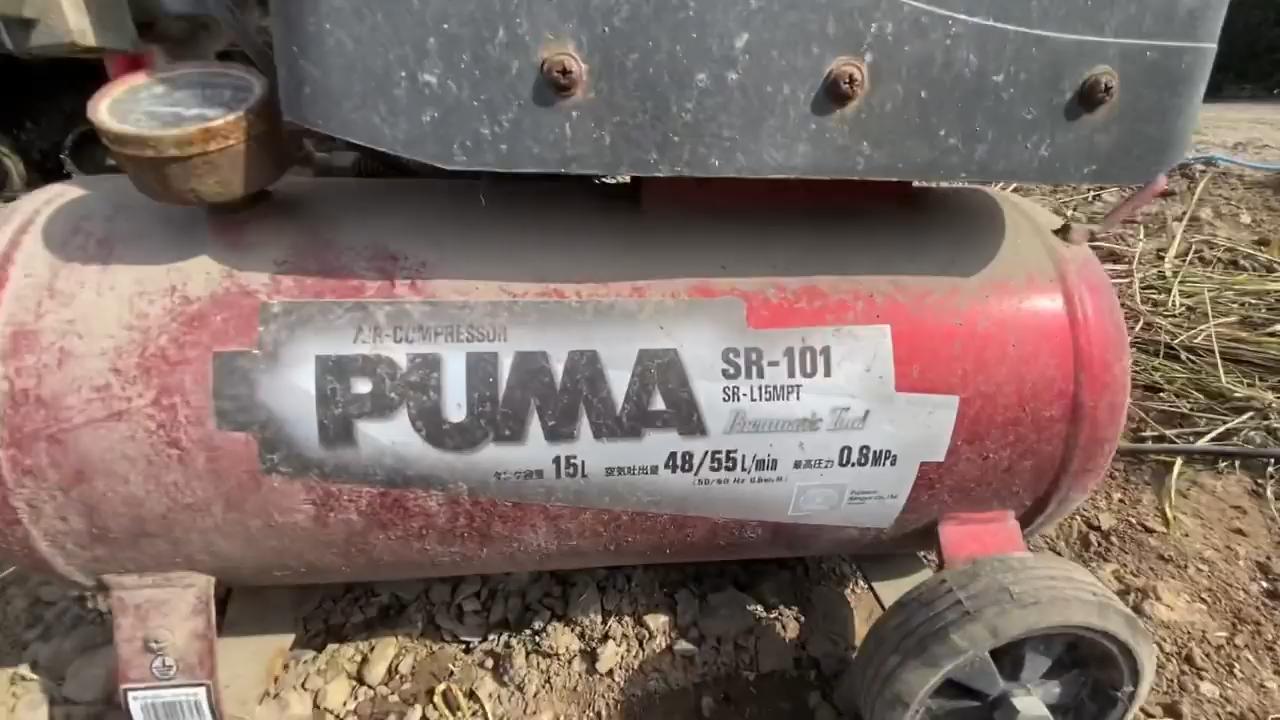 AIR-COMPRESSOR
PUMA
SR-101
SR-L15MPT
Pneumatic Tool
タンク容量 15L 空気吐出量 48/55L/min 最高圧力 0.8MPa